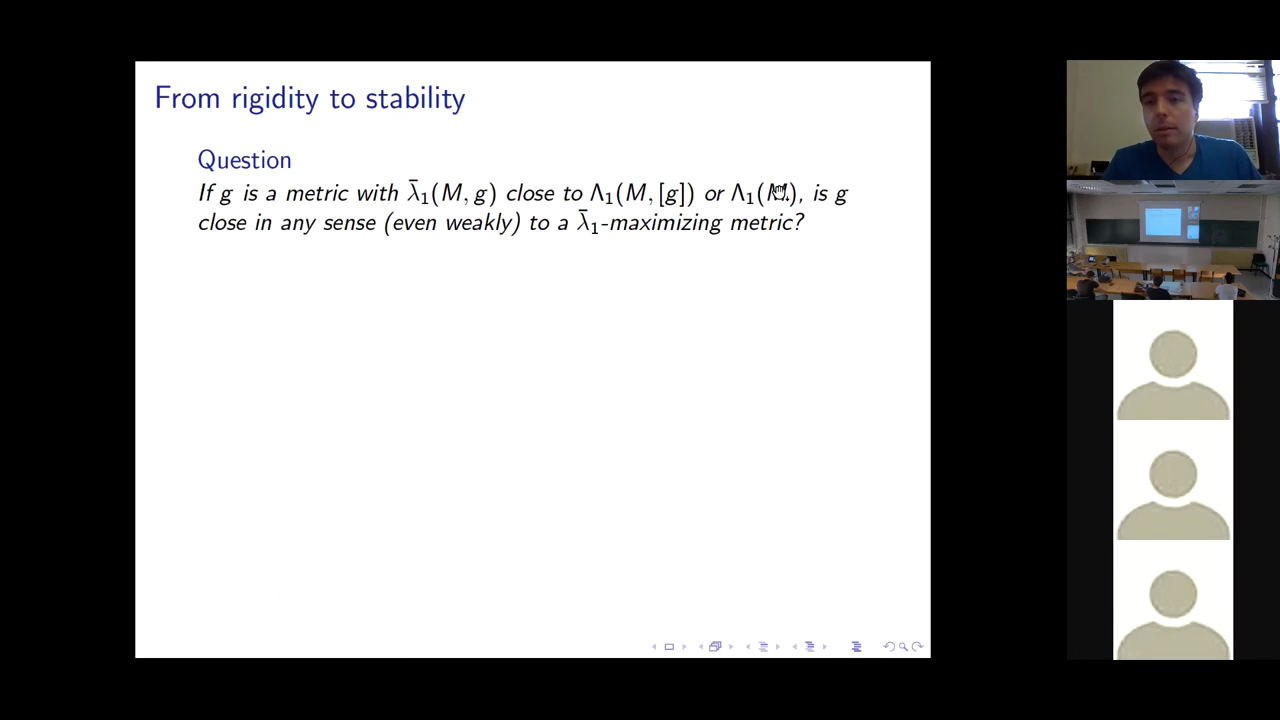 From rigidity to stability
Question
If g is a metric with λ̄₁(M, g) close to Λ₁(M, [g]) or Λ₁(M), is g
close in any sense (even weakly) to a λ̄₁-maximizing metric?